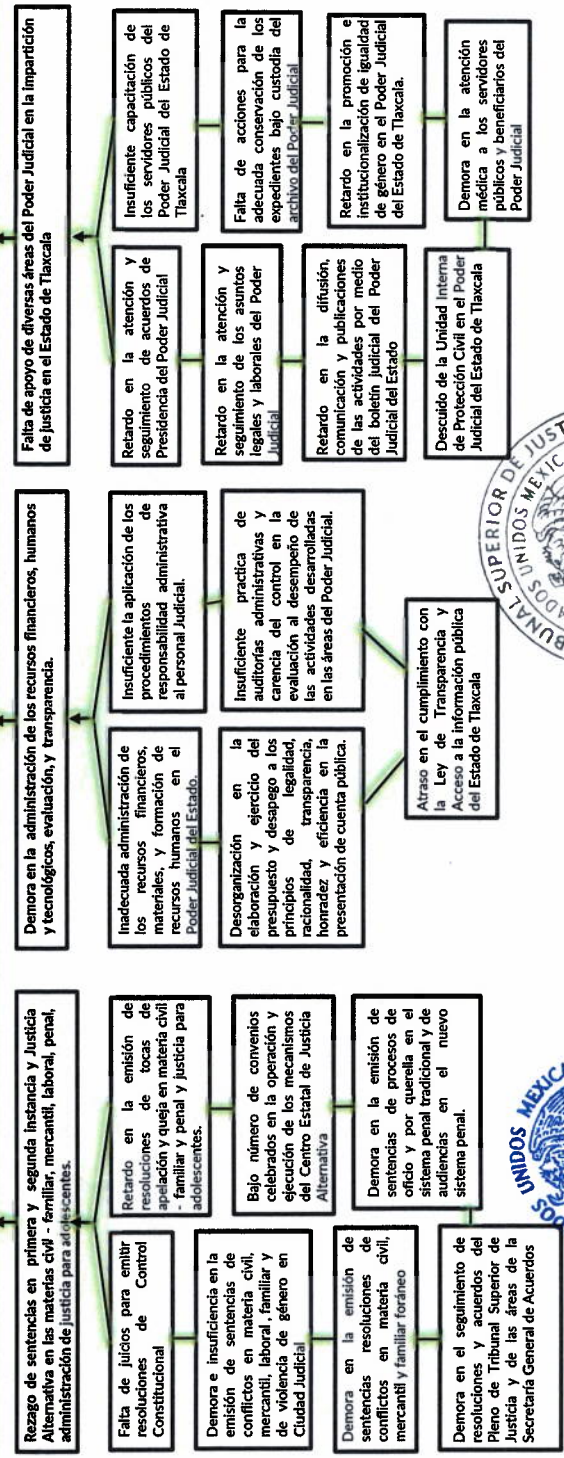 Rezago de sentencias en primera y segunda instancia y Justicia
Alternativa en las materias civil - familiar, mercantil, laboral, penal,
administración de justicia para adolescentes.
Falta de juicios para emitir
resoluciones de Control
Constitucional
Retardo en la emisión de
resoluciones de tocas de
apelación y queja en materia civil
- familiar y penal y justicia para
adolescentes.
Demora e insuficiencia en la
emisión de sentencias de
conflictos en materia civil,
mercantil, laboral , familiar y
de violencia de género en
Ciudad Judicial
Bajo número de convenios
celebrados en la operación y
ejecución de los mecanismos
del Centro Estatal de Justicia
Alternativa
Demora en la emisión de
sentencias resoluciones de
conflictos en materia civil,
mercantil y familiar foráneo
Demora en la emisión de
sentencias de procesos de
oficio y por querella en el
sistema penal tradicional y de
audiencias en el nuevo
sistema penal.
Demora en el seguimiento de
resoluciones y acuerdos del
Pleno de Tribunal Superior de
Justicia y de las áreas de la
Secretaría General de Acuerdos
Demora en la administración de los recursos financieros, humanos
y tecnológicos, evaluación, y transparencia.
Inadecuada administración de
los recursos financieros,
materiales, y formación de
recursos humanos en el
Poder Judicial del Estado.
Insuficiente la aplicación de los
procedimientos de
responsabilidad administrativa
al personal Judicial.
Desorganización en la
elaboración y ejercicio del
presupuesto y desapego a los
principios de legalidad,
racionalidad, transparencia,
honradez y eficiencia en la
presentación de cuenta pública.
Insuficiente practica de
auditorías administrativas y
carencia del control en la
evaluación al desempeño de
las actividades desarrolladas
en las áreas del Poder Judicial.
Atraso en el cumplimiento con
la Ley de Transparencia y
Acceso a la información pública
del Estado de Tlaxcala
Falta de apoyo de diversas áreas del Poder Judicial en la impartición
de justicia en el Estado de Tlaxcala
Retardo en la atención y
seguimiento de acuerdos de
Presidencia del Poder Judicial
Insuficiente capacitación de
los servidores públicos del
Poder Judicial del Estado de
Tlaxcala
Retardo en la atención y
seguimiento de los asuntos
legales y laborales del Poder
Judicial
Falta de acciones para la
adecuada conservación de los
expedientes bajo custodia del
archivo del Poder Judicial
Retardo en la difusión,
comunicación y publicaciones
de las actividades por medio
del boletín judicial del Poder
Judicial del Estado
Retardo en la promoción e
institucionalización de igualdad
de género en el Poder Judicial
del Estado de Tlaxcala.
Descuido de la Unidad Interna
de Protección Civil en el Poder
Judicial del Estado de Tlaxcala
Demora en la atención
médica a los servidores
públicos y beneficiarios del
Poder Judicial
UNIDOS
SUPERIOR DE
UNIDOS